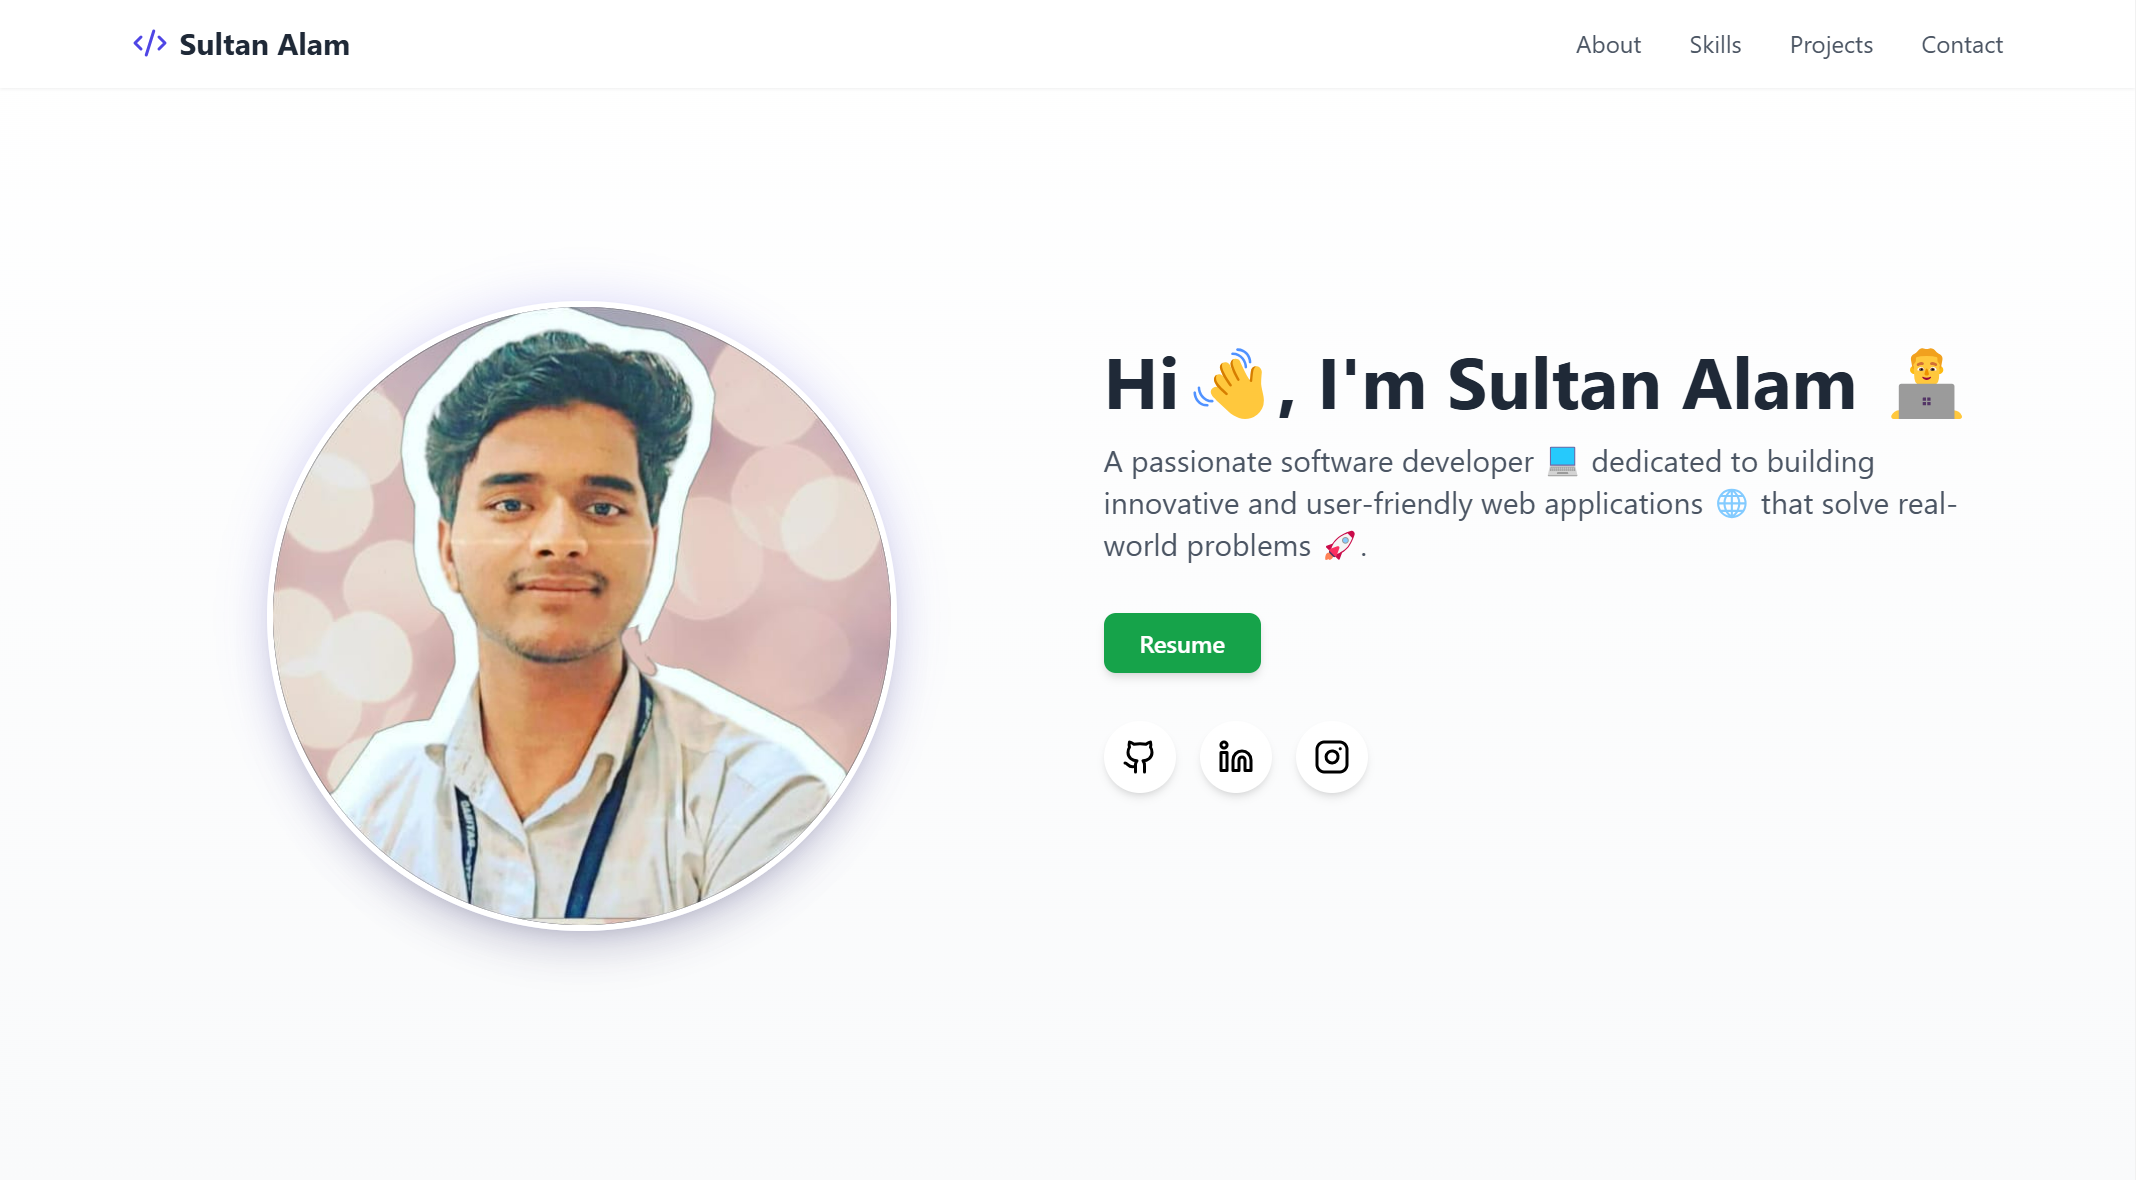 </> Sultan Alam
About Skills Projects Contact
Hi 👋, I'm Sultan Alam 👨‍💻
A passionate software developer 💻 dedicated to building
innovative and user-friendly web applications 🌐 that solve real-
world problems 🚀.
Resume
in